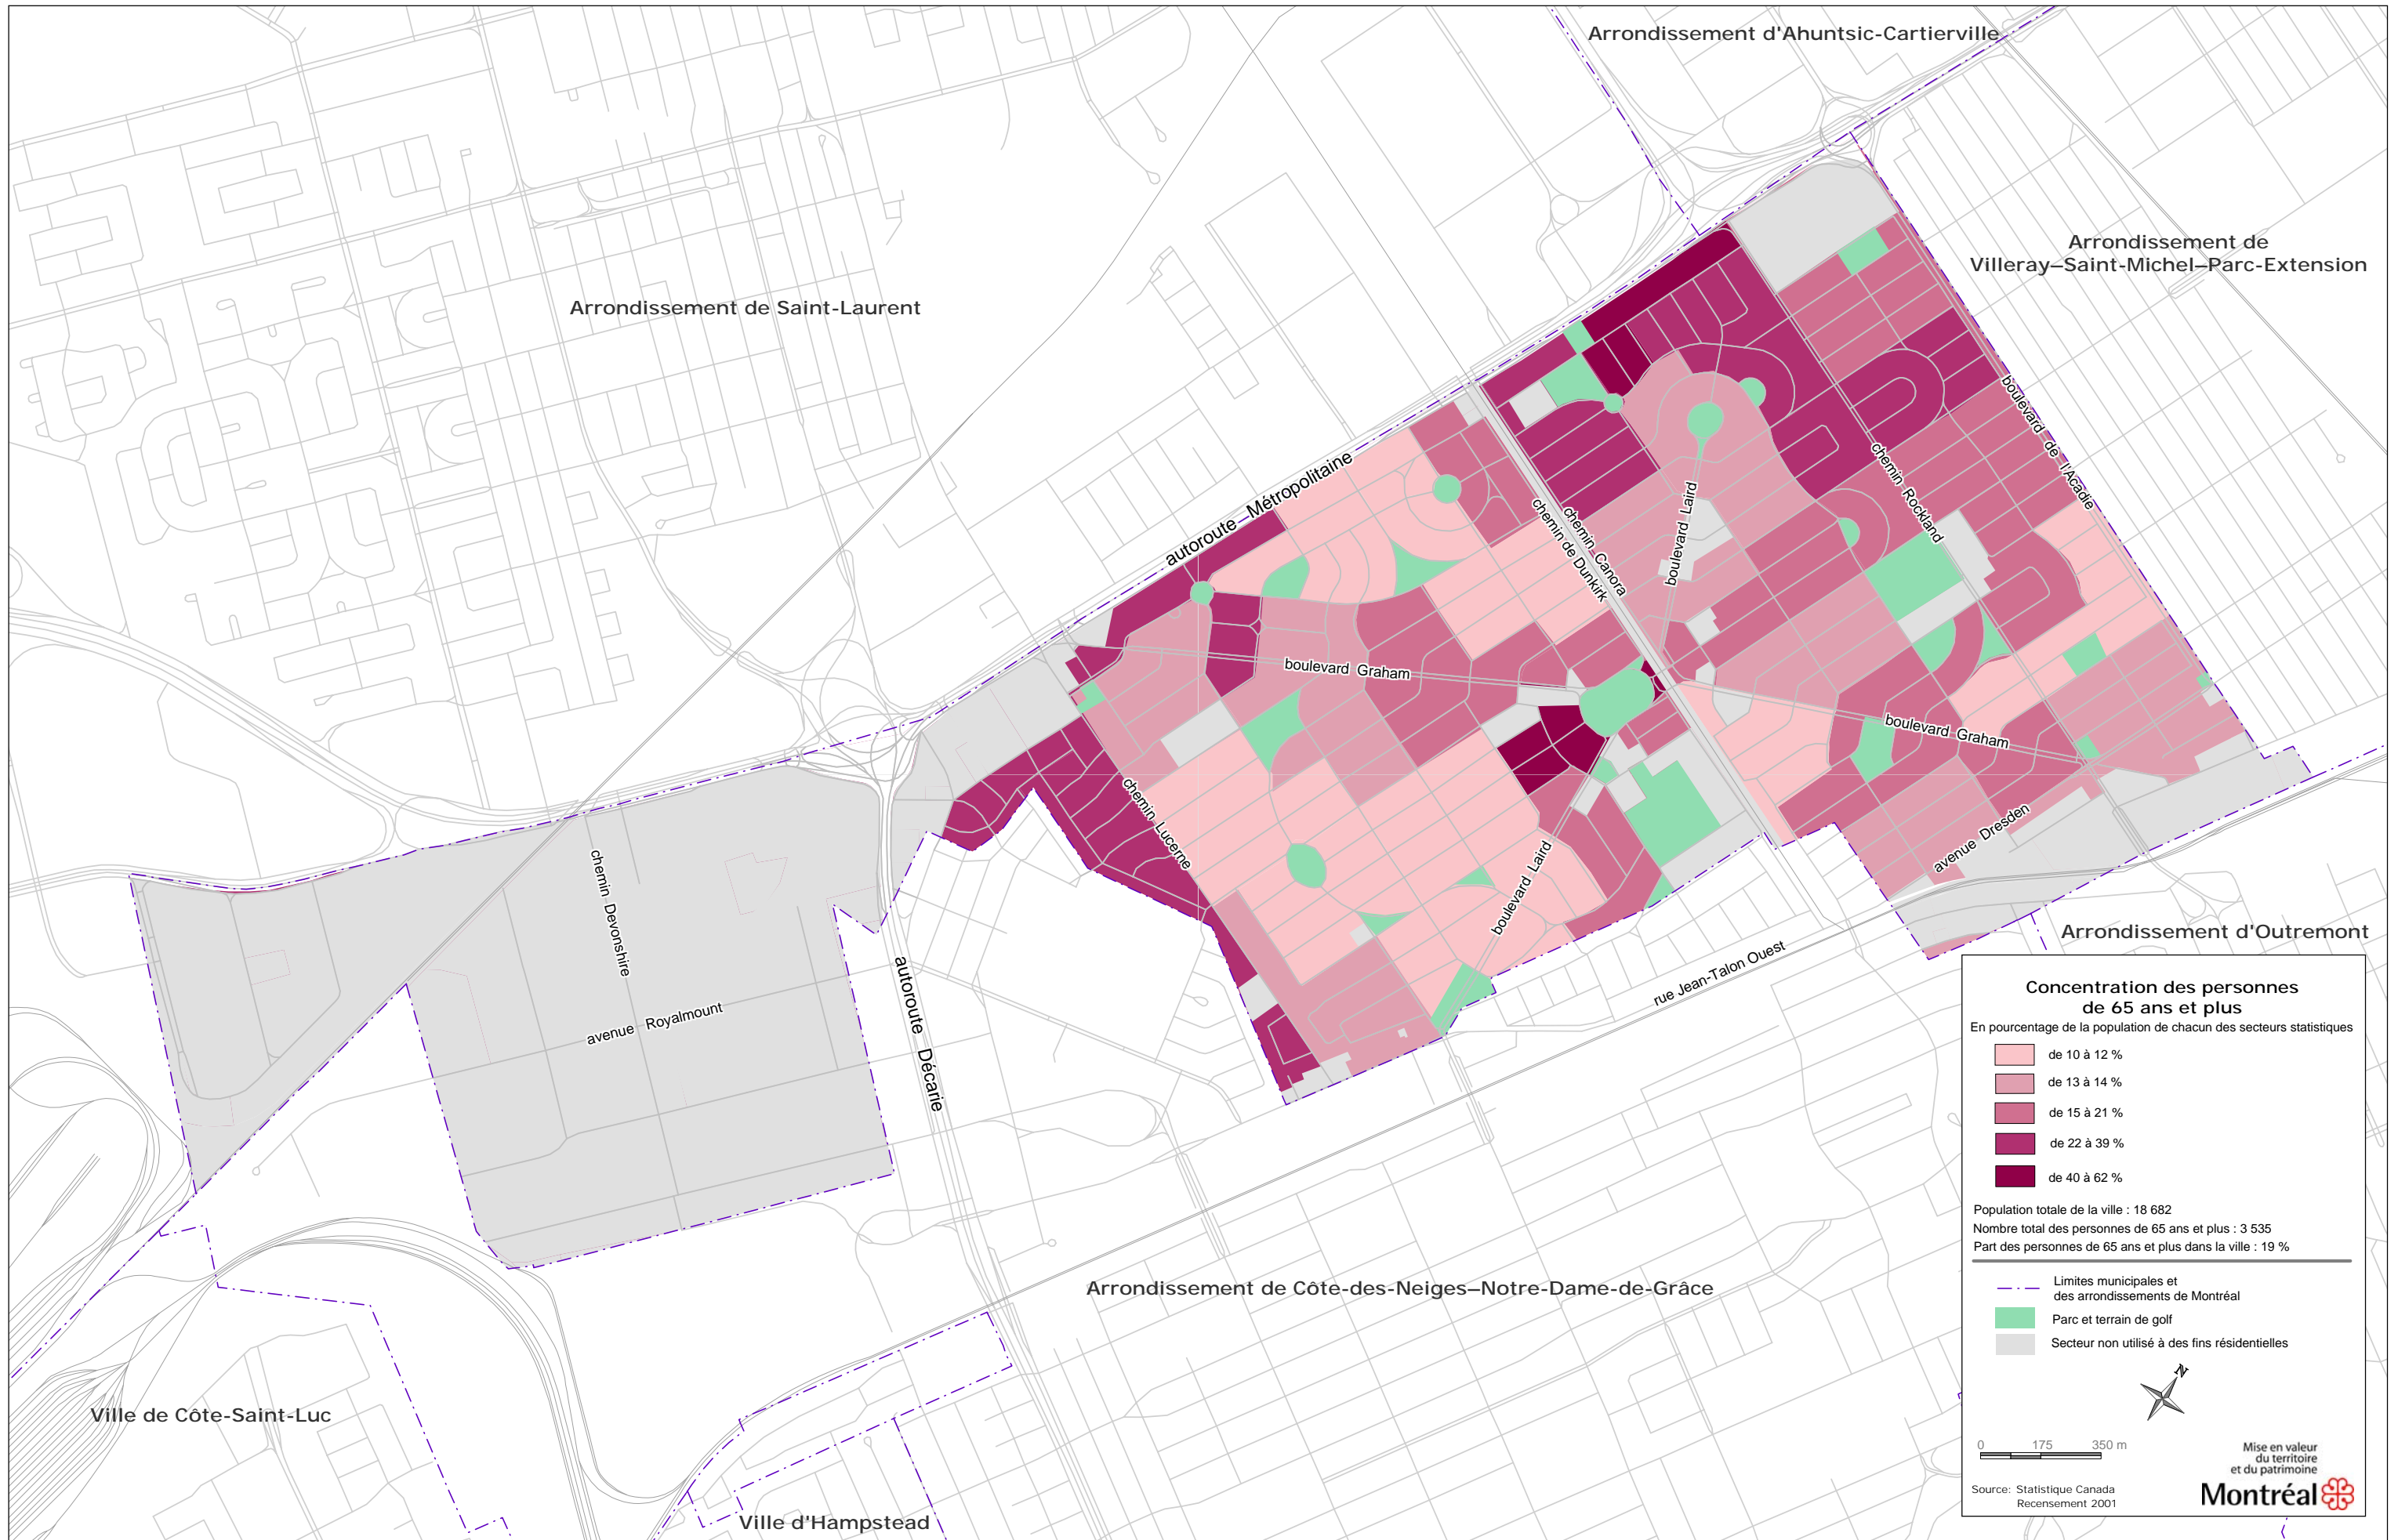 Arrondissement d'Ahuntsic-Cartierville
Arrondissement de
Villeray–Saint-Michel–Parc-Extension
Arrondissement de Saint-Laurent
autoroute Métropolitaine
boulevard de l'Acadie
chemin Rockland
boulevard Laird
chemin Canora
chemin de Dunkirk
boulevard Graham
boulevard Graham
chemin Lucerne
boulevard Laird
avenue Dresden
chemin Devonshire
avenue Royalmount
autoroute Décarie
rue Jean-Talon Ouest
Arrondissement d'Outremont
Arrondissement de Côte-des-Neiges–Notre-Dame-de-Grâce
Ville de Côte-Saint-Luc
Ville d'Hampstead
Concentration des personnes
de 65 ans et plus
En pourcentage de la population de chacun des secteurs statistiques
de 10 à 12 %
de 13 à 14 %
de 15 à 21 %
de 22 à 39 %
de 40 à 62 %
Population totale de la ville : 18 682
Nombre total des personnes de 65 ans et plus : 3 535
Part des personnes de 65 ans et plus dans la ville : 19 %
Limites municipales et
des arrondissements de Montréal
Parc et terrain de golf
Secteur non utilisé à des fins résidentielles
N
0 175 350 m
Mise en valeur
du territoire
et du patrimoine
Montréal
Source: Statistique Canada
Recensement 2001